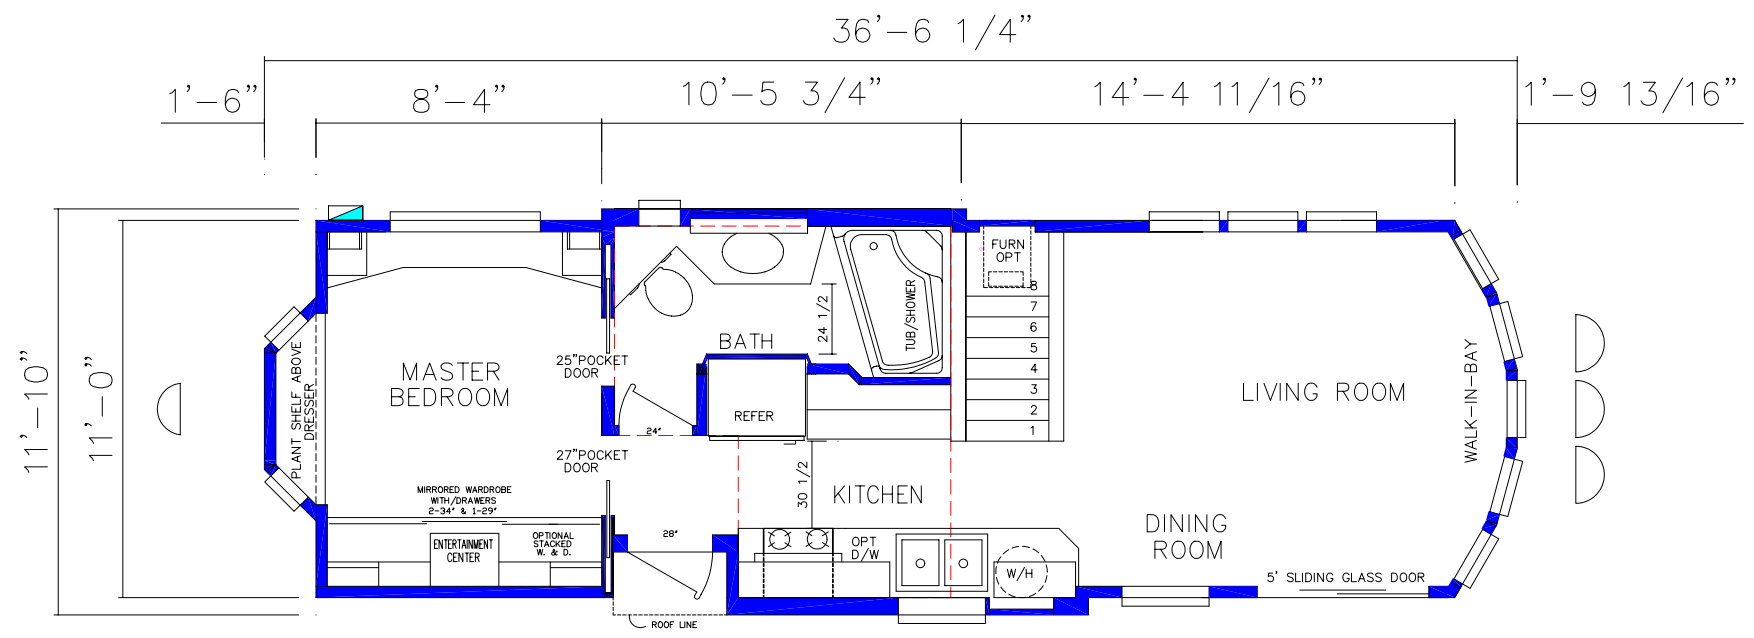 36'-6 1/4"
1'-6"
8'-4"
10'-5 3/4"
14'-4 11/16"
1'-9 13/16"
11'-10"
11'-0"
FURN
OPT
8
7
6
5
4
3
2
1
TUB/SHOWER
24 1/2
BATH
25"POCKET
DOOR
MASTER
BEDROOM
PLANT SHELF ABOVE
DRESSER
REFER
24"
27"POCKET
DOOR
LIVING ROOM
WALK-IN-BAY
30 1/2
KITCHEN
MIRRORED WARDROBE
WITH/DRAWERS
2-34" & 1-29"
DINING
ROOM
28"
OPTIONAL
STACKED
W. & D.
ENTERTAINMENT
CENTER
OPT
D/W
W/H
5' SLIDING GLASS DOOR
ROOF LINE